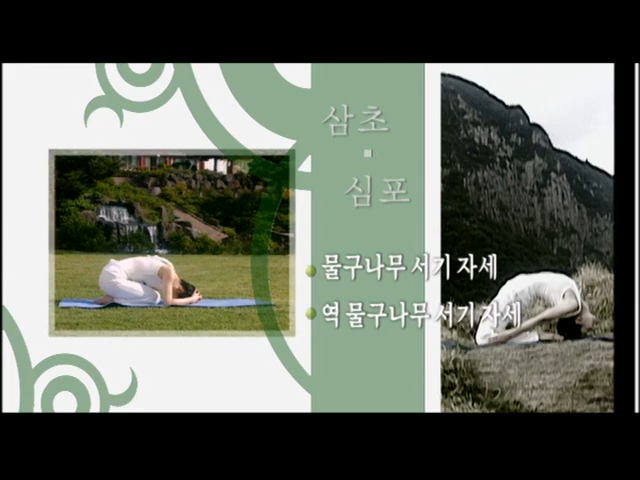 삼초
·
심포
물구나무 서기 자세
역 물구나무 서기 자세